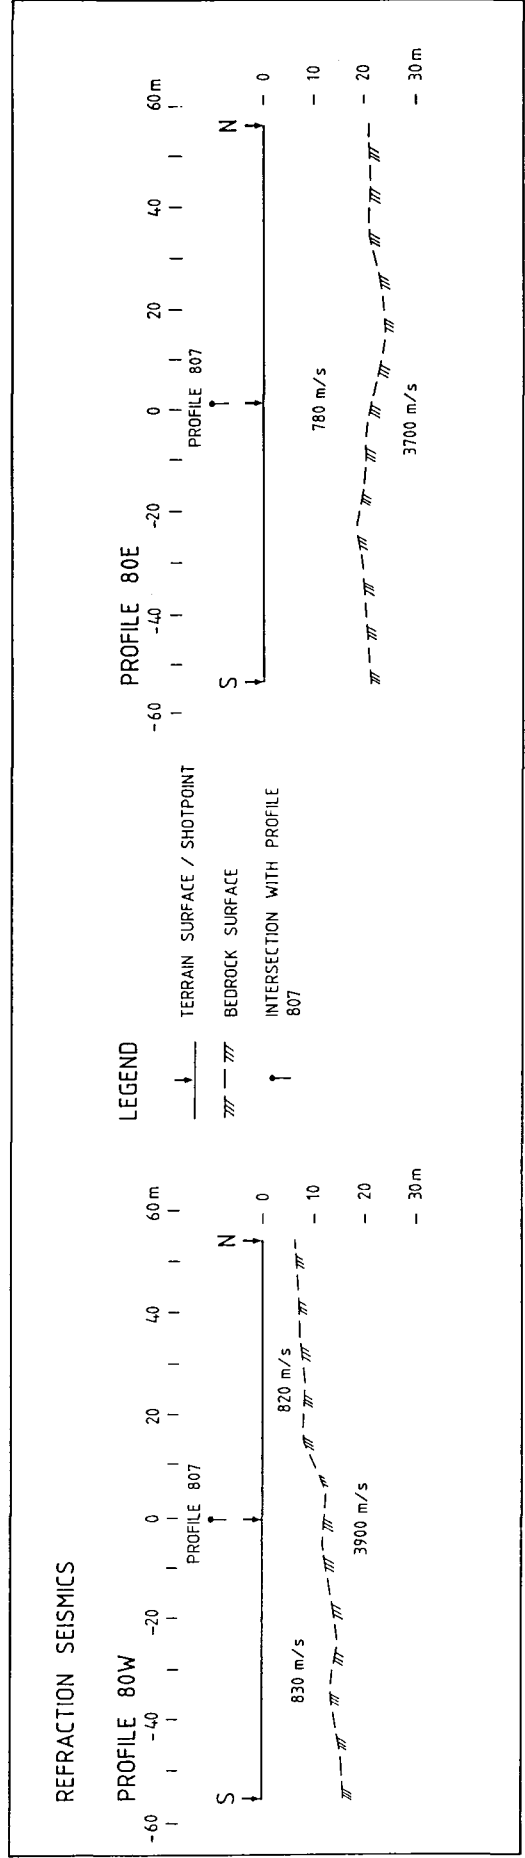 REFRACTION SEISMICS
PROFILE 80W
-60 -40 -20 0 20 40 60m
PROFILE 807
S N
0
10
20
30m
830 m/s
820 m/s
3900 m/s
LEGEND
TERRAIN SURFACE / SHOTPOINT
BEDROCK SURFACE
INTERSECTION WITH PROFILE
807
PROFILE 80E
-60 -40 -20 0 20 40 60m
PROFILE 807
S N
0
10
20
30m
780 m/s
3700 m/s